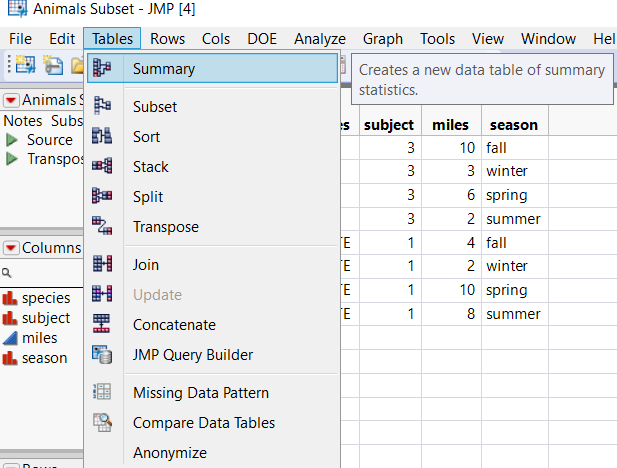 Animals Subset - JMP [4]
File Edit Tables Rows Cols DOE Analyze Graph Tools View Window Hel
Summary
Creates a new data table of summary
statistics.
Subset
Sort
Stack
Split
Transpose
Join
Update
Concatenate
JMP Query Builder
Missing Data Pattern
Compare Data Tables
Anonymize
Animals S
Notes Subs
Source
Transpos
Columns
species
subject
miles
season
es subject miles season
3 10 fall
3 3 winter
3 6 spring
3 2 summer
TE 1 4 fall
TE 1 2 winter
TE 1 10 spring
TE 1 8 summer